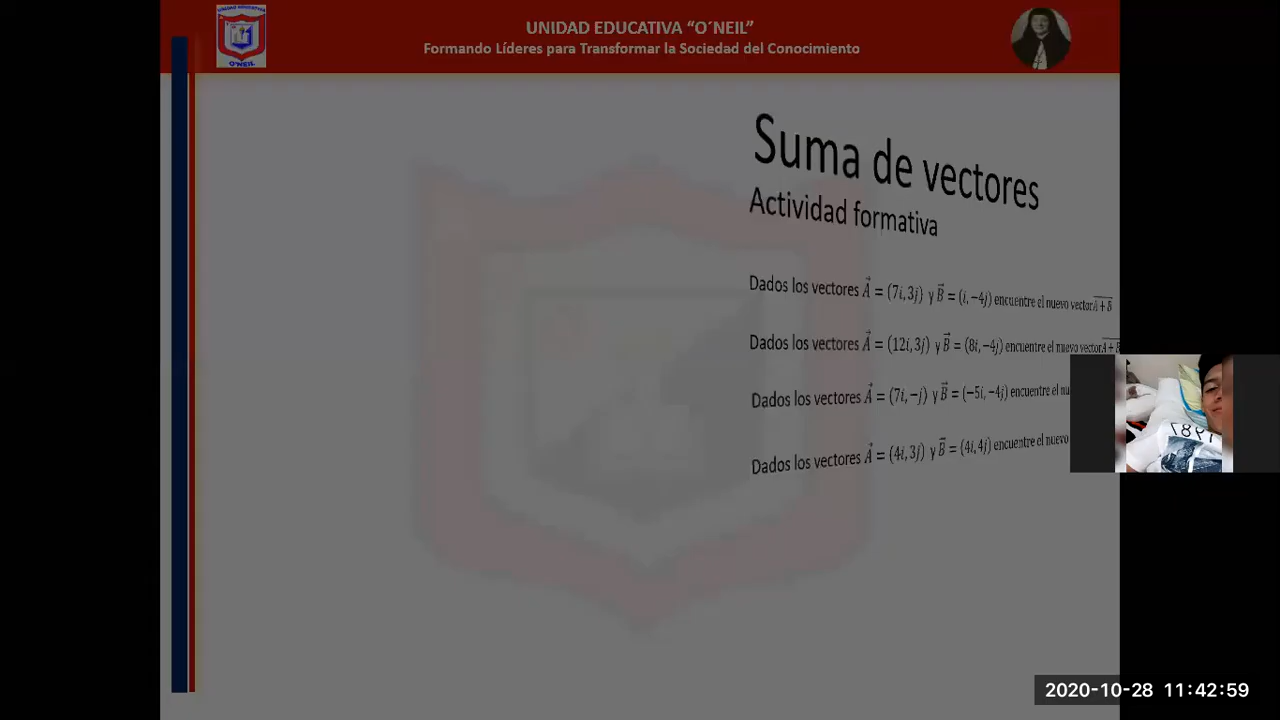 UNIDAD EDUCATIVA “O´NEIL”
Formando Líderes para Transformar la Sociedad del Conocimiento
O'NEIL
Suma de vectores
Actividad formativa
Dados los vectores A⃗ = (7i, 3j) y B⃗ = (i, −4j) encuentre el nuevo vector A + B
Dados los vectores A⃗ = (12i, 3j) y B⃗ = (8i, −4j) encuentre el nuevo vector A + B
Dados los vectores A⃗ = (7i, −j) y B⃗ = (−5i, −4j) encuentre el
Dados los vectores A⃗ = (4i, 3j) y B⃗ = (4i, 4j) encuentre el nuevo
2020-10-28 11:42:59